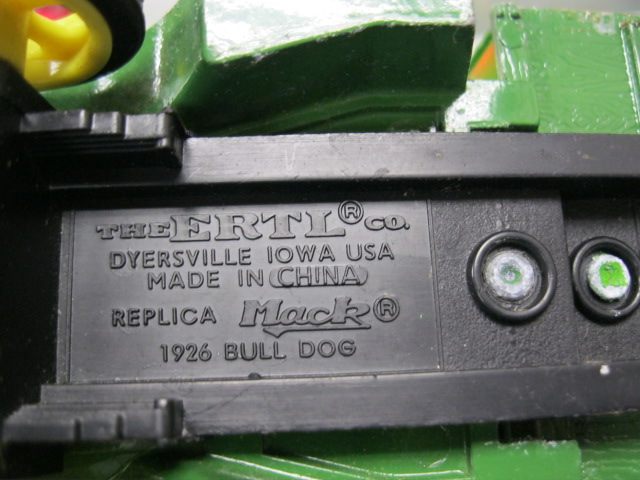 THE ERTL® CO.
DYERSVILLE IOWA USA
MADE IN CHINA
REPLICA Mack®
1926 BULL DOG